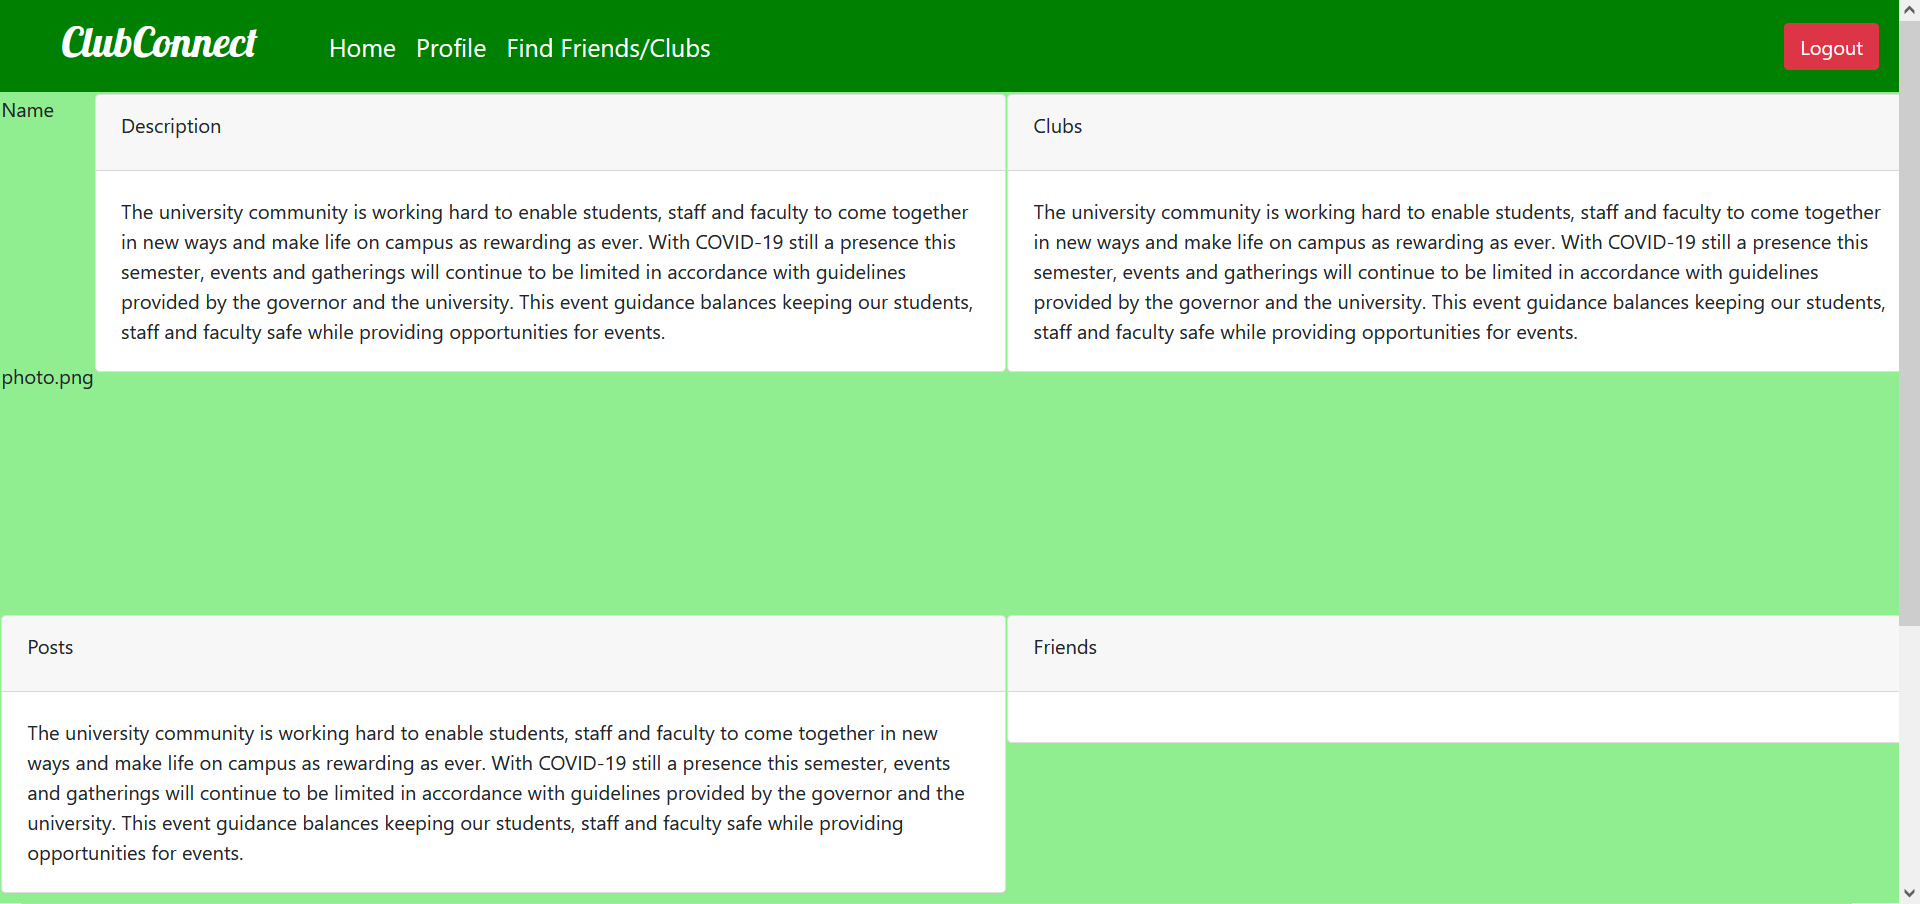 ClubConnect
Home Profile Find Friends/Clubs
Logout
Name
Description
The university community is working hard to enable students, staff and faculty to come together
in new ways and make life on campus as rewarding as ever. With COVID-19 still a presence this
semester, events and gatherings will continue to be limited in accordance with guidelines
provided by the governor and the university. This event guidance balances keeping our students,
staff and faculty safe while providing opportunities for events.
Clubs
The university community is working hard to enable students, staff and faculty to come together
in new ways and make life on campus as rewarding as ever. With COVID-19 still a presence this
semester, events and gatherings will continue to be limited in accordance with guidelines
provided by the governor and the university. This event guidance balances keeping our students,
staff and faculty safe while providing opportunities for events.
photo.png
Posts
The university community is working hard to enable students, staff and faculty to come together in new
ways and make life on campus as rewarding as ever. With COVID-19 still a presence this semester, events
and gatherings will continue to be limited in accordance with guidelines provided by the governor and the
university. This event guidance balances keeping our students, staff and faculty safe while providing
opportunities for events.
Friends